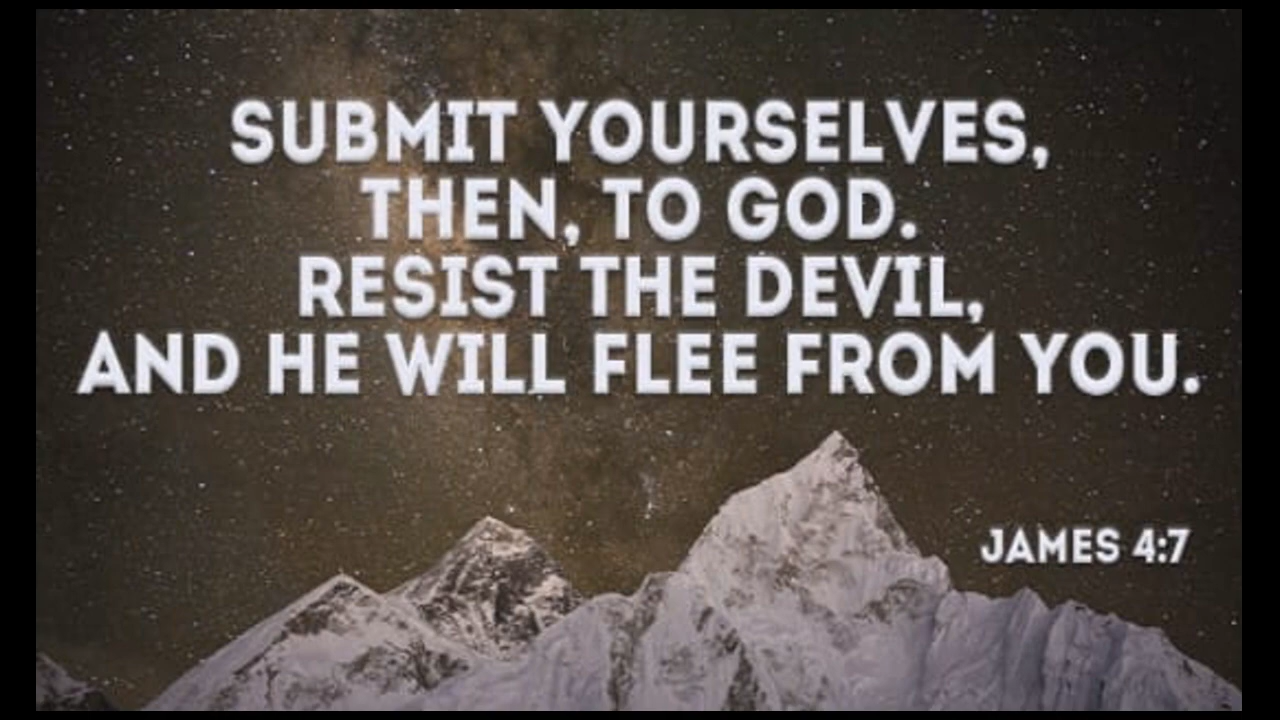 SUBMIT YOURSELVES,
THEN, TO GOD.
RESIST THE DEVIL,
AND HE WILL FLEE FROM YOU.
JAMES 4:7